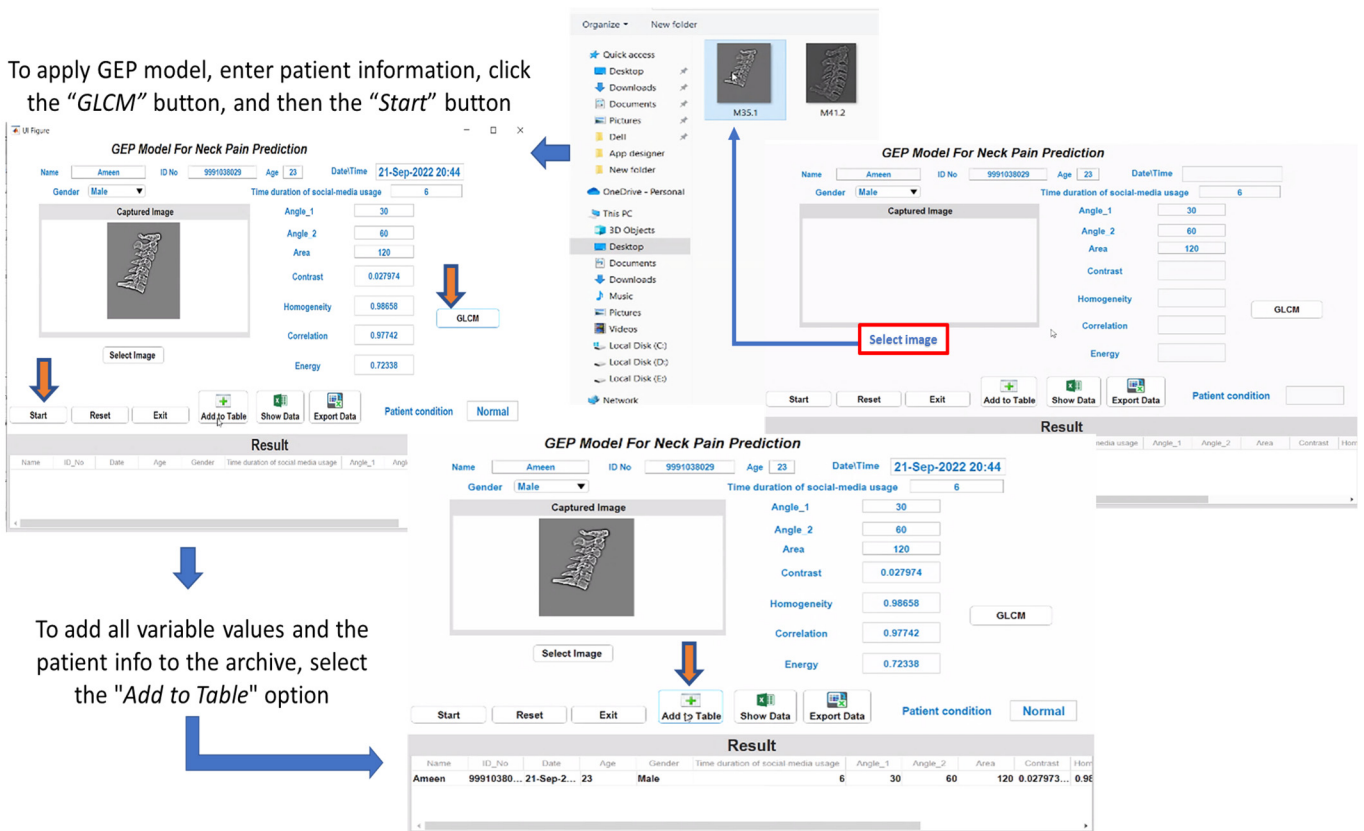 To apply GEP model, enter patient information, click
the “GLCM” button, and then the “Start” button
UI Figure
GEP Model For Neck Pain Prediction
Name Ameen ID No 9991038029 Age 23 Date\Time 21-Sep-2022 20:44
Gender Male Time duration of social-media usage 6
Captured Image
Angle_1 30
Angle_2 60
Area 120
Contrast 0.027974
Homogeneity 0.98658
GLCM
Correlation 0.97742
Select Image
Energy 0.72338
Start Reset Exit Add to Table Show Data Export Data Patient condition Normal
Result
Name ID_No Date Age Gender Time duration of social media usage Angle_1 Angl
Organize New folder
Quick access
Desktop
Downloads
Documents
Pictures
Dell
App designer
New folder
OneDrive - Personal
This PC
3D Objects
Desktop
Documents
Downloads
Music
Pictures
Videos
Local Disk (C:)
Local Disk (D:)
Local Disk (E:)
Network
M35.1 M41.2
GEP Model For Neck Pain Prediction
Name Ameen ID No 9991038029 Age 23 Date\Time
Gender Male Time duration of social-media usage 6
Captured Image
Angle_1 30
Angle_2 60
Area 120
Contrast
Homogeneity
GLCM
Correlation
Select image
Energy
Start Reset Exit Add to Table Show Data Export Data Patient condition
Result
media usage Angle_1 Angle_2 Area Contrast Hom
To add all variable values and the
patient info to the archive, select
the "Add to Table" option
GEP Model For Neck Pain Prediction
Name Ameen ID No 9991038029 Age 23 Date\Time 21-Sep-2022 20:44
Gender Male Time duration of social-media usage 6
Captured Image
Angle_1 30
Angle_2 60
Area 120
Contrast 0.027974
Homogeneity 0.98658
GLCM
Correlation 0.97742
Select Image
Energy 0.72338
Start Reset Exit Add to Table Show Data Export Data Patient condition Normal
Result
Name ID_No Date Age Gender Time duration of social media usage Angle_1 Angle_2 Area Contrast Hom
Ameen 99910380... 21-Sep-2... 23 Male 6 30 60 120 0.027973... 0.98